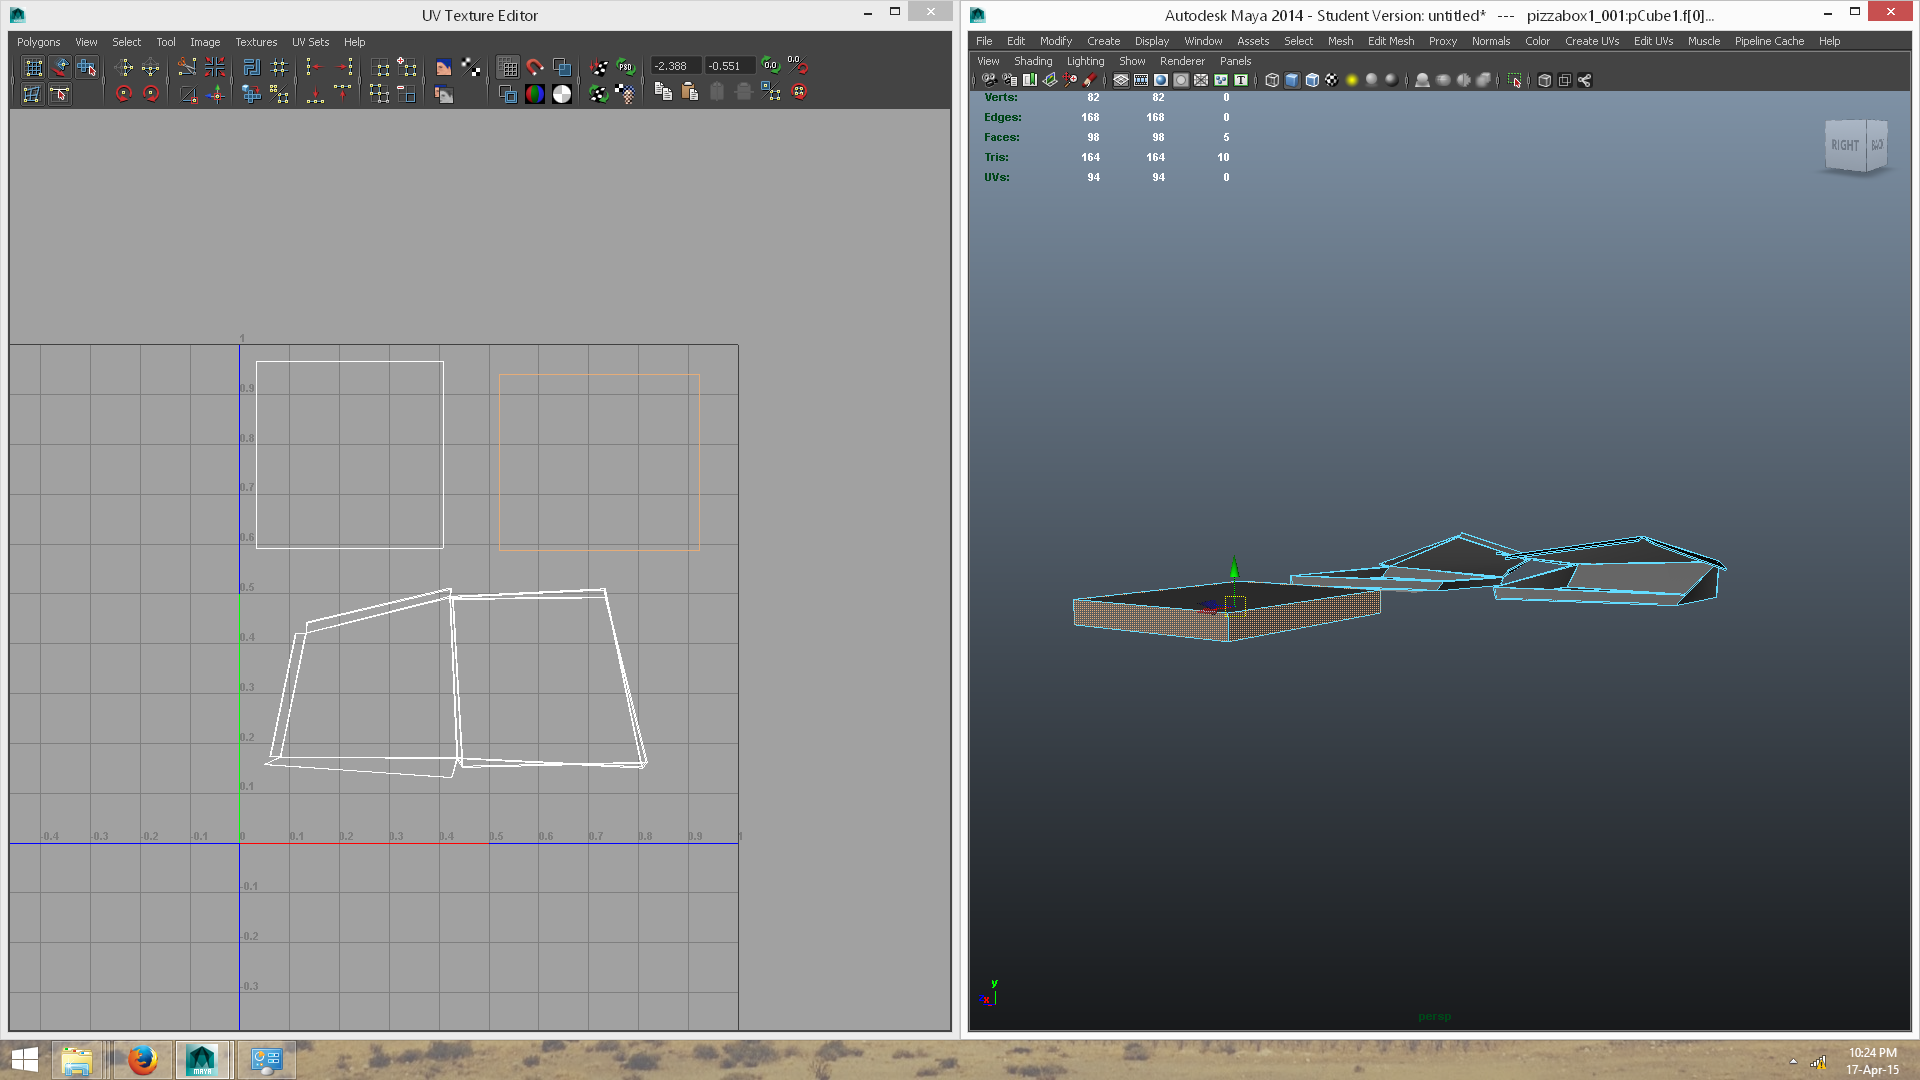 UV Texture Editor
Polygons View Select Tool Image Textures UV Sets Help
-2.388 -0.551
1
0.9
0.8
0.7
0.6
0.5
0.4
0.3
0.2
0.1
-0.4 -0.3 -0.2 -0.1 0 0.1 0.2 0.3 0.4 0.5 0.6 0.7 0.8 0.9 1
-0.1
-0.2
-0.3
Autodesk Maya 2014 - Student Version: untitled* --- pizzabox1_001:pCube1.f[0]...
File Edit Modify Create Display Window Assets Select Mesh Edit Mesh Proxy Normals Color Create UVs Edit UVs Muscle Pipeline Cache Help
View Shading Lighting Show Renderer Panels
Verts: 82 82 0
Edges: 168 168 0
Faces: 98 98 5
Tris: 164 164 10
UVs: 94 94 0
RIGHT
y
x
persp
MAYA
10:24 PM
17-Apr-15